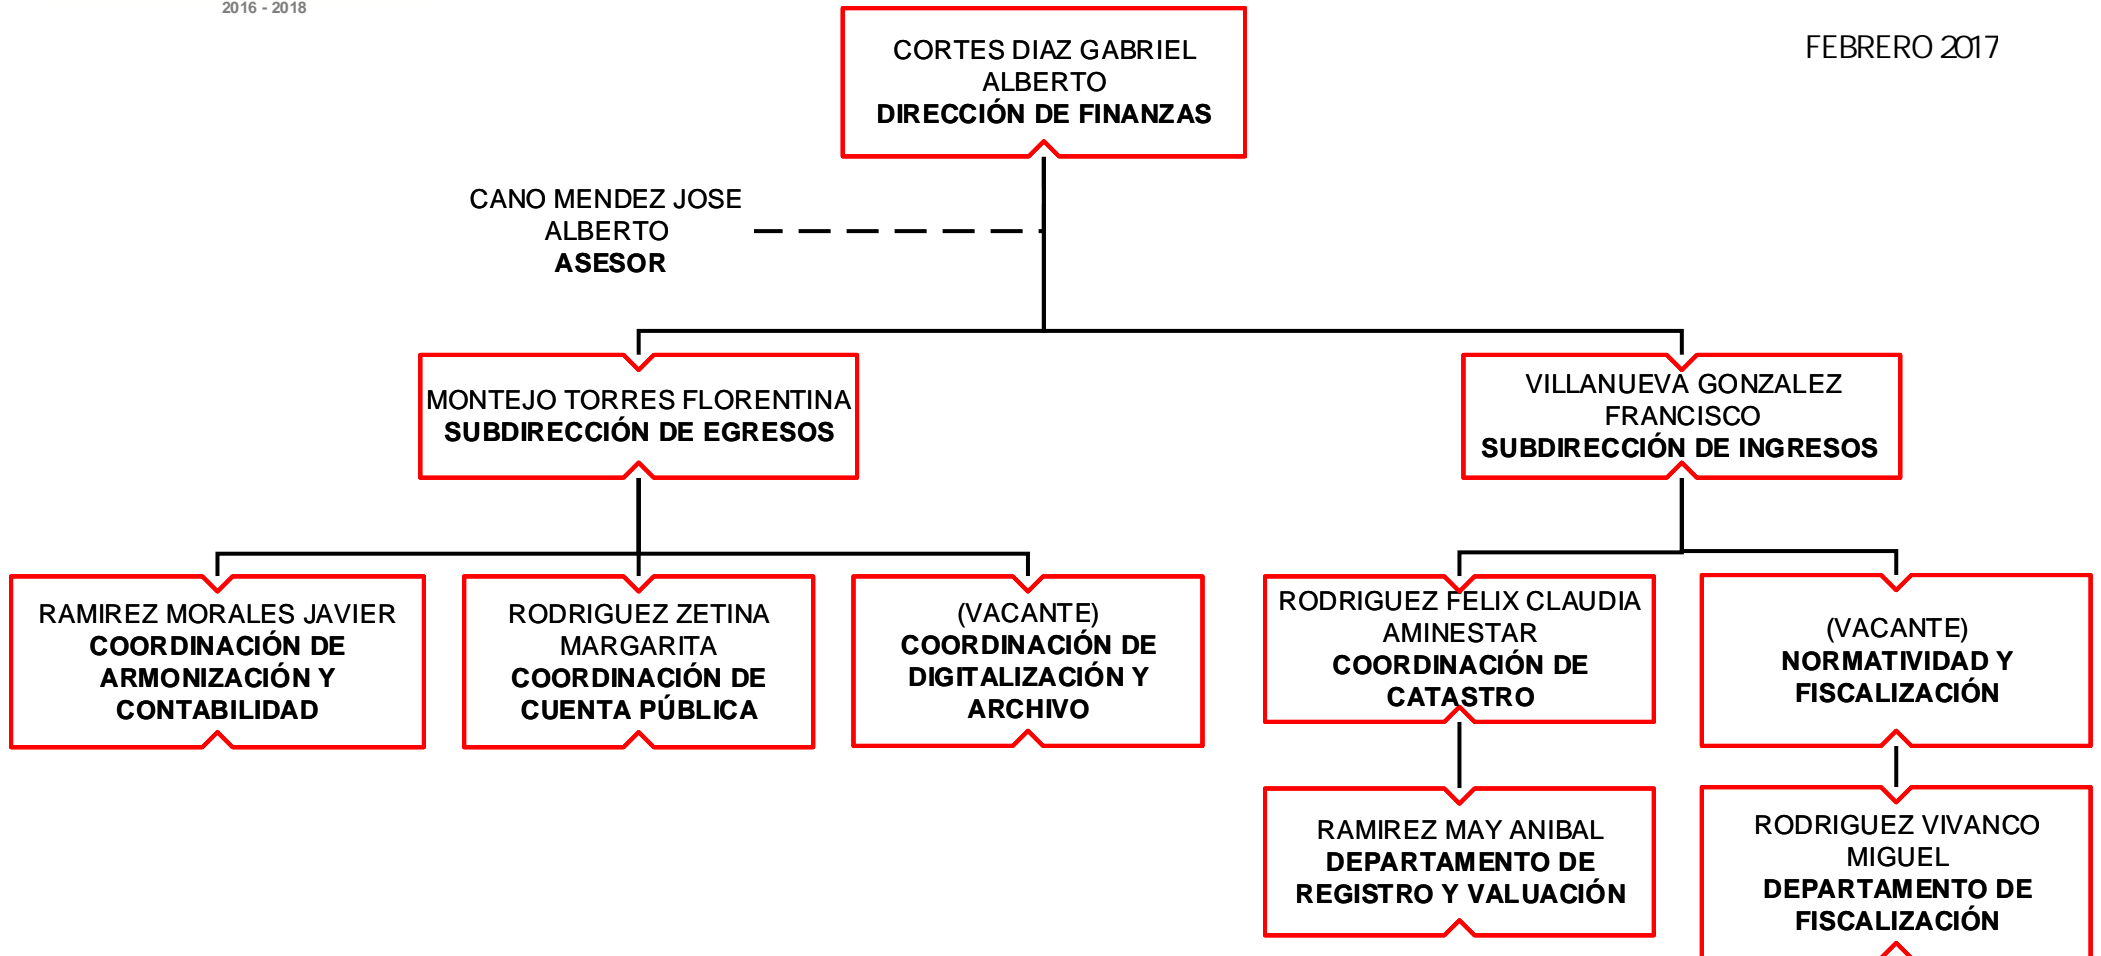 2016 - 2018
FEBRERO 2017
CORTES DIAZ GABRIEL
ALBERTO
DIRECCIÓN DE FINANZAS
CANO MENDEZ JOSE
ALBERTO
ASESOR
MONTEJO TORRES FLORENTINA
SUBDIRECCIÓN DE EGRESOS
VILLANUEVA GONZALEZ
FRANCISCO
SUBDIRECCIÓN DE INGRESOS
RAMIREZ MORALES JAVIER
COORDINACIÓN DE
ARMONIZACIÓN Y
CONTABILIDAD
RODRIGUEZ ZETINA
MARGARITA
COORDINACIÓN DE
CUENTA PÚBLICA
(VACANTE)
COORDINACIÓN DE
DIGITALIZACIÓN Y
ARCHIVO
RODRIGUEZ FELIX CLAUDIA
AMINESTAR
COORDINACIÓN DE
CATASTRO
(VACANTE)
NORMATIVIDAD Y
FISCALIZACIÓN
RAMIREZ MAY ANIBAL
DEPARTAMENTO DE
REGISTRO Y VALUACIÓN
RODRIGUEZ VIVANCO
MIGUEL
DEPARTAMENTO DE
FISCALIZACIÓN